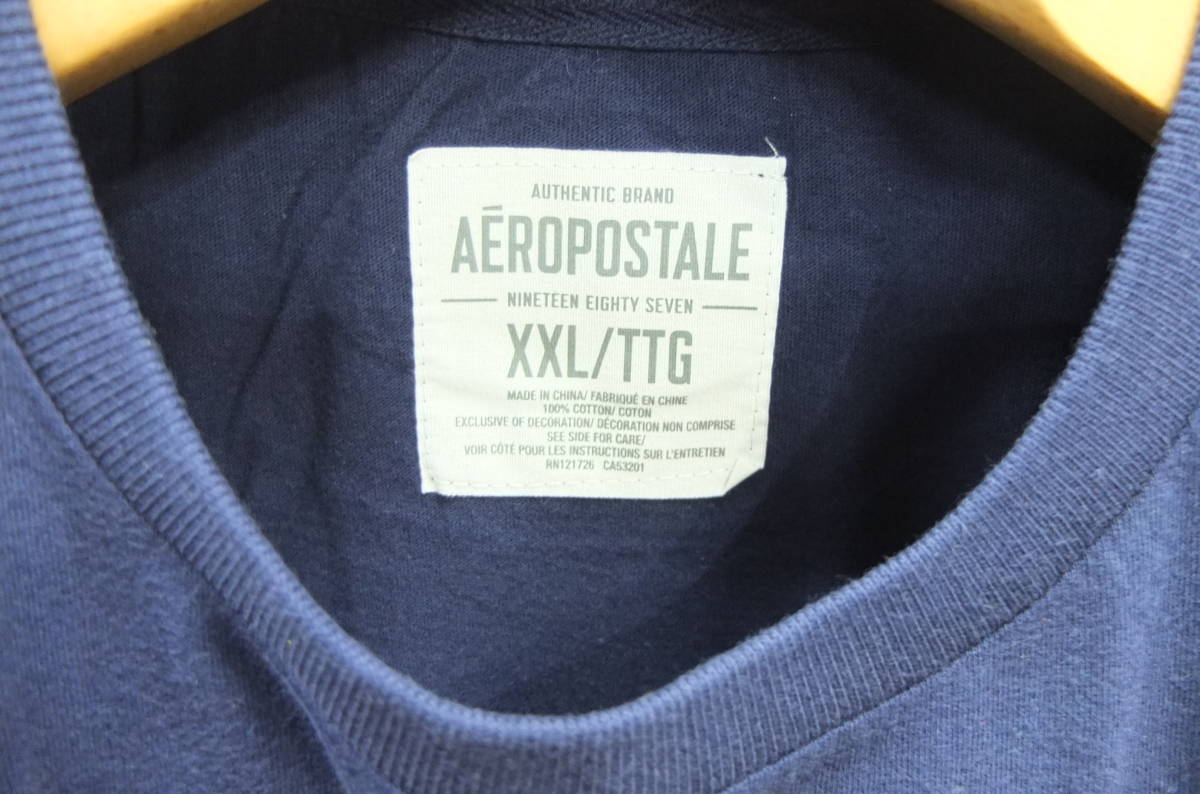 AUTHENTIC BRAND
AÉROPOSTALE
NINETEEN EIGHTY SEVEN
XXL/TTG
MADE IN CHINA/ FABRIQUÉ EN CHINE
100% COTTON/ COTON
EXCLUSIVE OF DECORATION/ DÉCORATION NON COMPRISE
SEE SIDE FOR CARE/
VOIR CÔTÉ POUR LES INSTRUCTIONS SUR L'ENTRETIEN
RN121726 CA53201